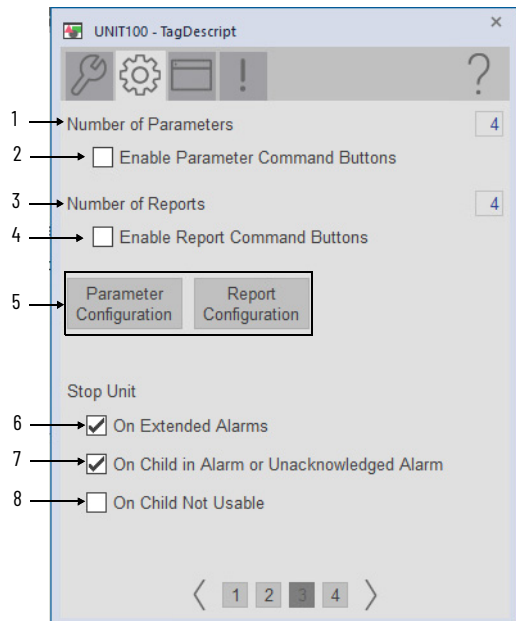 UNIT100 - TagDescript
×
!
?
1 Number of Parameters 4
2 Enable Parameter Command Buttons
3 Number of Reports 4
4 Enable Report Command Buttons
5
Parameter
Configuration
Report
Configuration
Stop Unit
6 On Extended Alarms
7 On Child in Alarm or Unacknowledged Alarm
8 On Child Not Usable
1 2 3 4